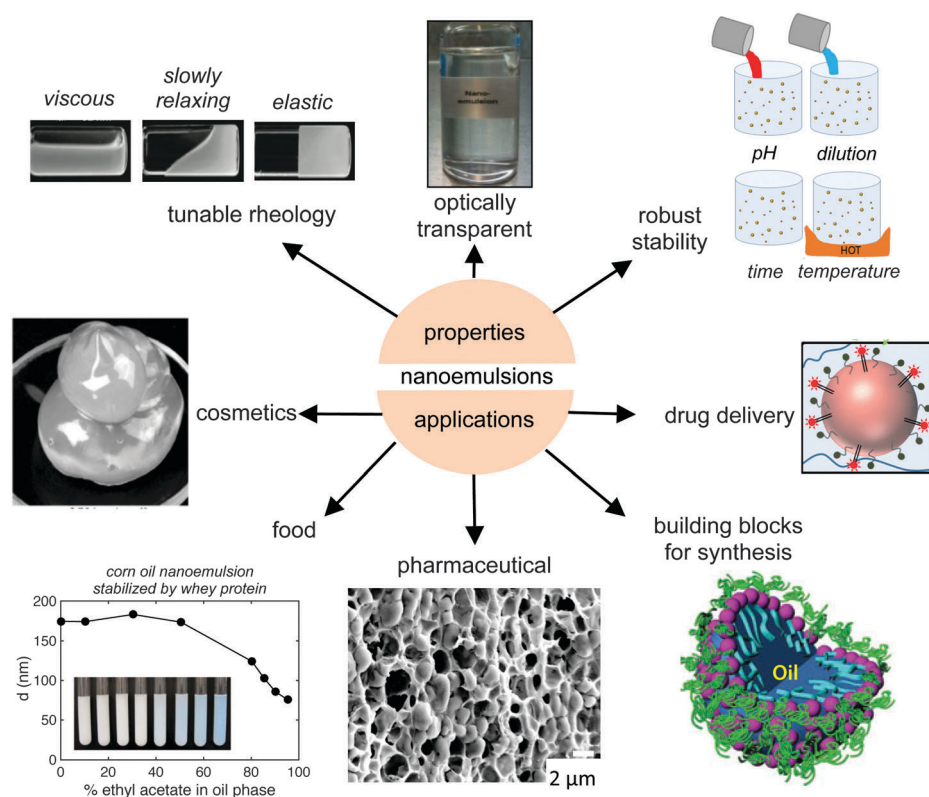 viscous
slowly
relaxing
elastic
tunable rheology
Nano-
emulsion
optically
transparent
pH
dilution
HOT
time
temperature
robust
stability
properties
nanoemulsions
applications
cosmetics
drug delivery
food
pharmaceutical
building blocks
for synthesis
corn oil nanoemulsion
stabilized by whey protein
200
150
100
50
0
d (nm)
0
20
40
60
80
100
% ethyl acetate in oil phase
2 μm
Oil